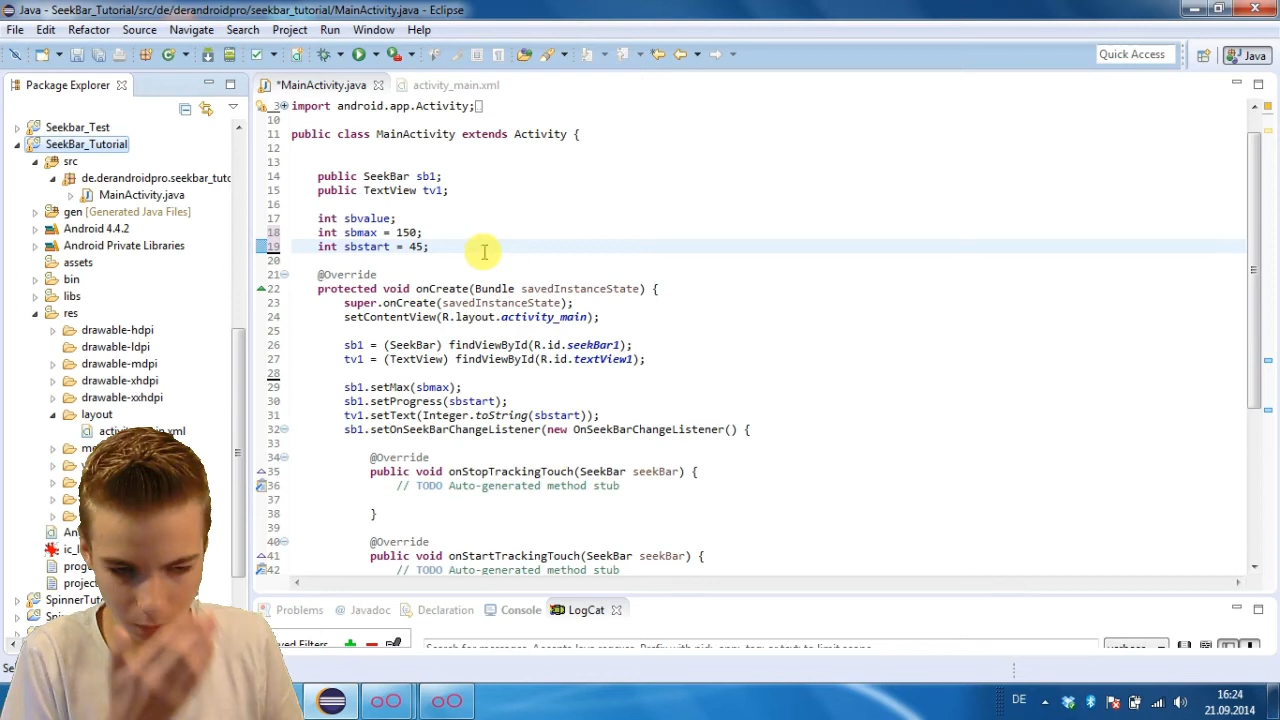 Java - SeekBar_Tutorial/src/de/derandroidpro/seekbar_tutorial/MainActivity.java - Eclipse
File Edit Refactor Source Navigate Search Project Run Window Help
Quick Access
Java
Package Explorer
*MainActivity.java
activity_main.xml
Seekbar_Test
SeekBar_Tutorial
src
de.derandroidpro.seekbar_tuto
MainActivity.java
gen [Generated Java Files]
Android 4.4.2
Android Private Libraries
assets
bin
libs
res
drawable-hdpi
drawable-ldpi
drawable-mdpi
drawable-xhdpi
drawable-xxhdpi
layout
3 import android.app.Activity;
10
11 public class MainActivity extends Activity {
12
13
14 public SeekBar sb1;
15 public TextView tv1;
16
17 int sbvalue;
18 int sbmax = 150;
19 int sbstart = 45;
20
21 @Override
22 protected void onCreate(Bundle savedInstanceState) {
23 super.onCreate(savedInstanceState);
24 setContentView(R.layout.activity_main);
25
26 sb1 = (SeekBar) findViewById(R.id.seekBar1);
27 tv1 = (TextView) findViewById(R.id.textView1);
28
29 sb1.setMax(sbmax);
30 sb1.setProgress(sbstart);
31 tv1.setText(Integer.toString(sbstart));
32 sb1.setOnSeekBarChangeListener(new OnSeekBarChangeListener() {
33
34 @Override
35 public void onStopTrackingTouch(SeekBar seekBar) {
36 // TODO Auto-generated method stub
37
38 }
39
40 @Override
41 public void onStartTrackingTouch(SeekBar seekBar) {
42 // TODO Auto-generated method stub
Problems
Javadoc
Declaration
Console
LogCat
DE
16:24
21.09.2014